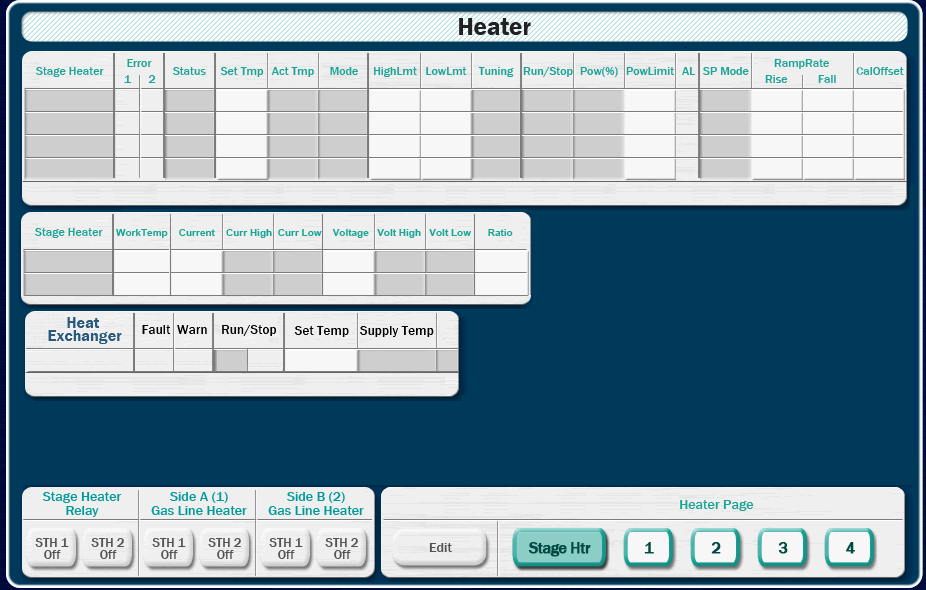 Heater
Stage Heater Error Status Set Tmp Act Tmp Mode HighLmt LowLmt Tuning Run/Stop Pow(%) PowLimit AL SP Mode RampRate CalOffset
1 2 Rise Fall
Stage Heater WorkTemp Current Curr High Curr Low Voltage Volt High Volt Low Ratio
Heat
Exchanger
Fault Warn Run/Stop Set Temp Supply Temp
Stage Heater
Relay
Side A (1)
Gas Line Heater
Side B (2)
Gas Line Heater
Heater Page
STH 1
Off
STH 2
Off
STH 1
Off
STH 2
Off
STH 1
Off
STH 2
Off
Edit
Stage Htr
1
2
3
4